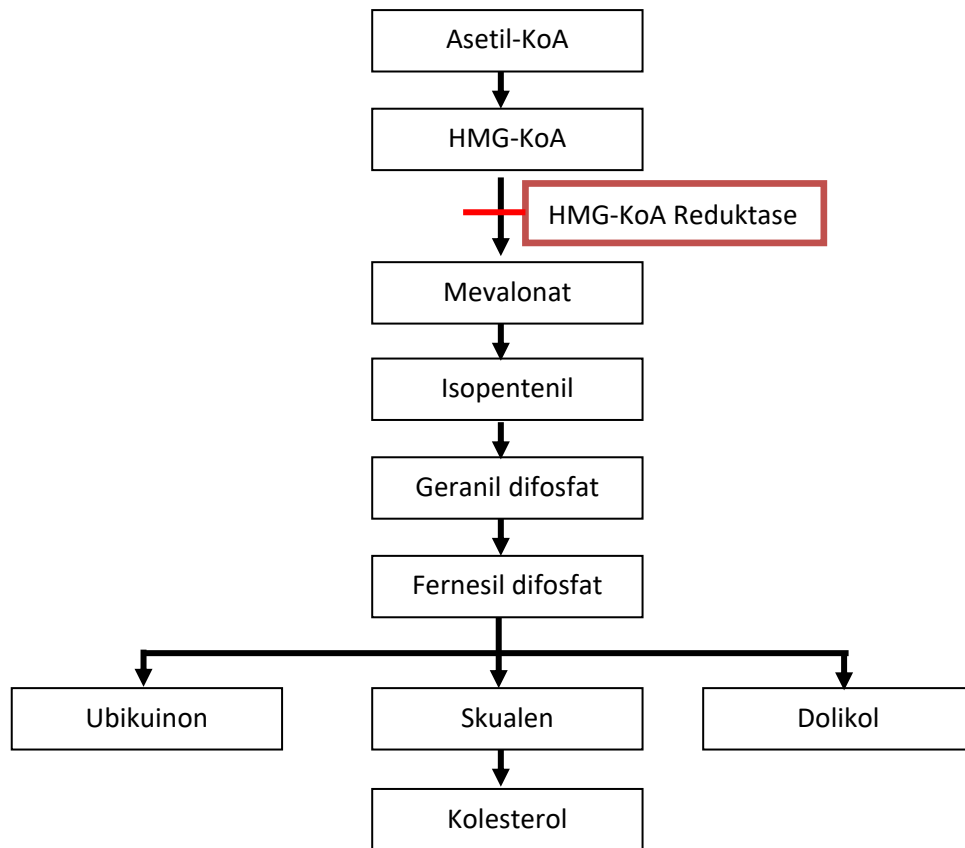 Asetil-KoA
HMG-KoA
HMG-KoA Reduktase
Mevalonat
Isopentenil
Geranil difosfat
Fernesil difosfat
Ubikuinon
Skualen
Dolikol
Kolesterol